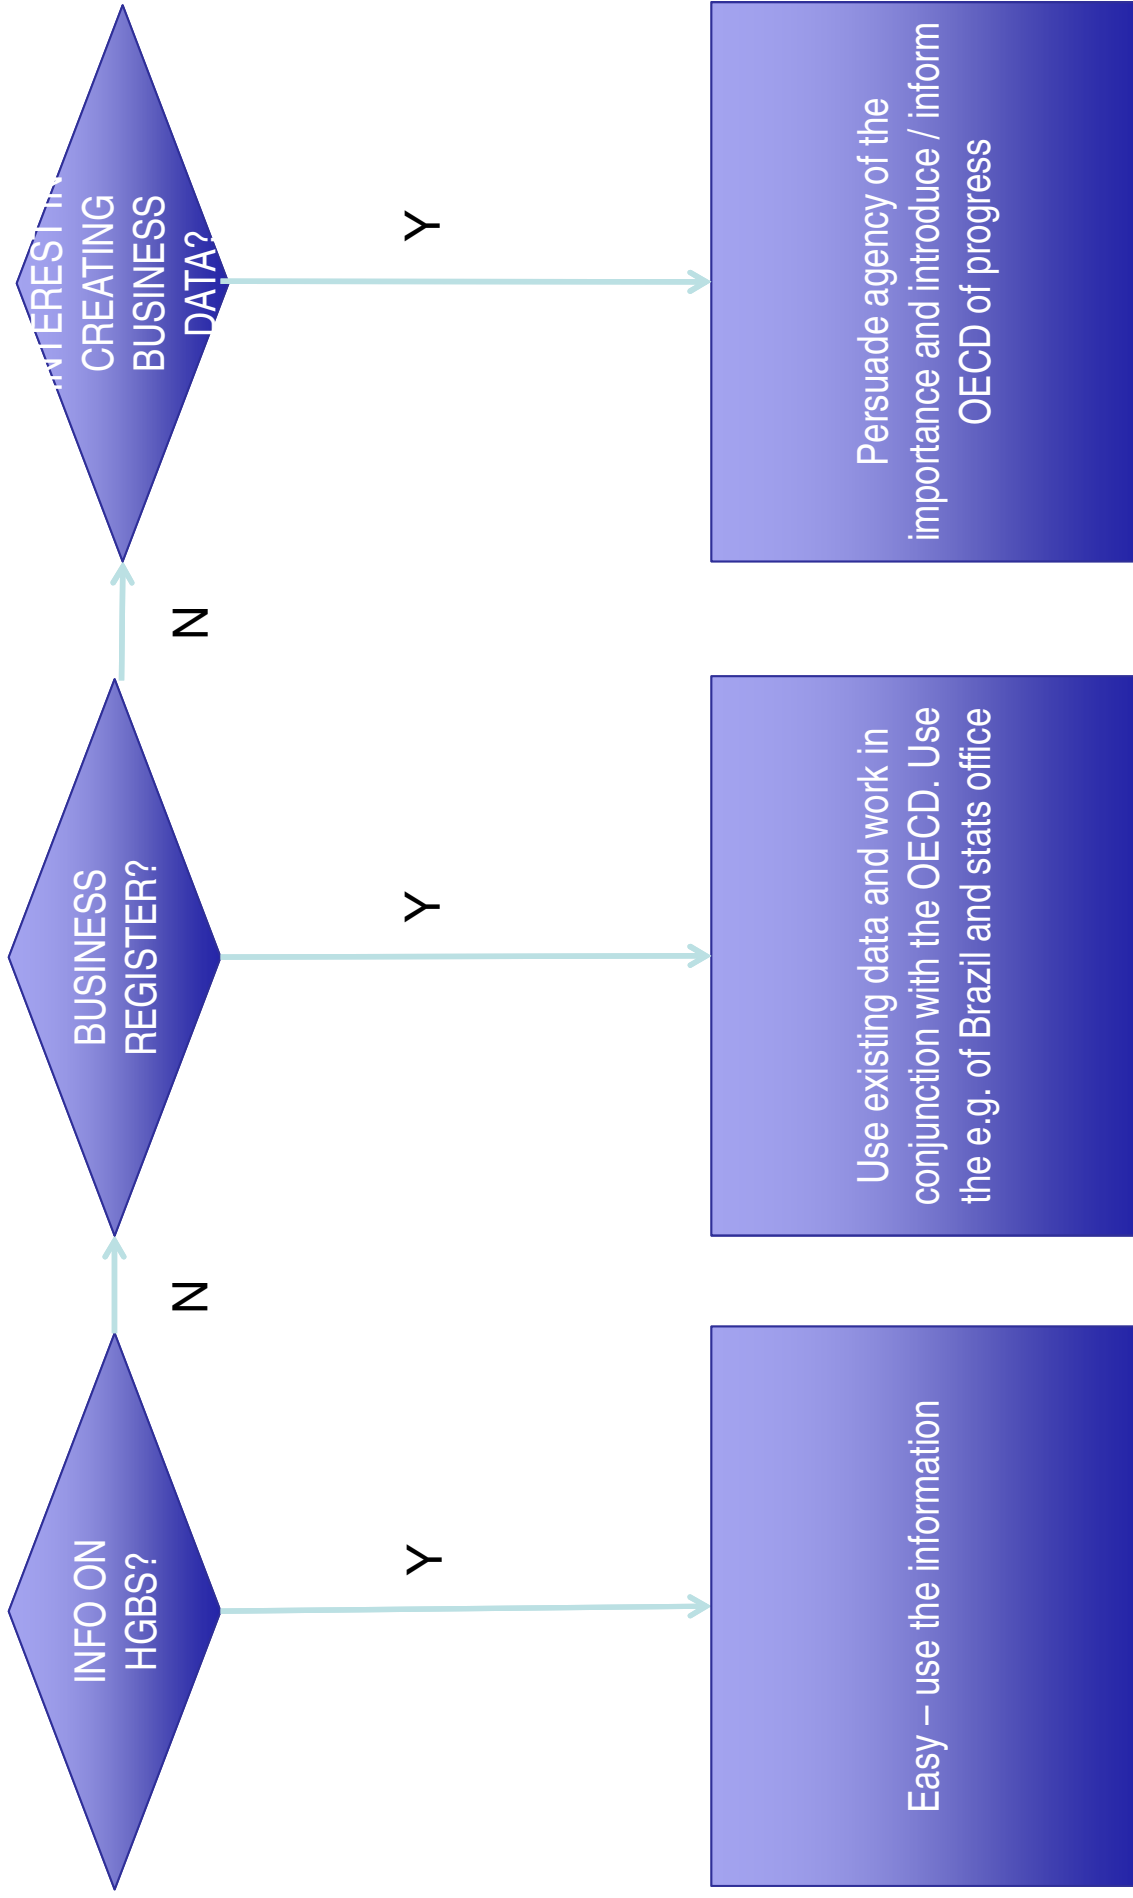 INFO ON
HGBS?
N
BUSINESS
REGISTER?
N
INTEREST IN
CREATING
BUSINESS
DATA?
Y
Y
Y
Easy – use the information
Use existing data and work in
conjunction with the OECD. Use
the e.g. of Brazil and stats office
Persuade agency of the
importance and introduce / inform
OECD of progress